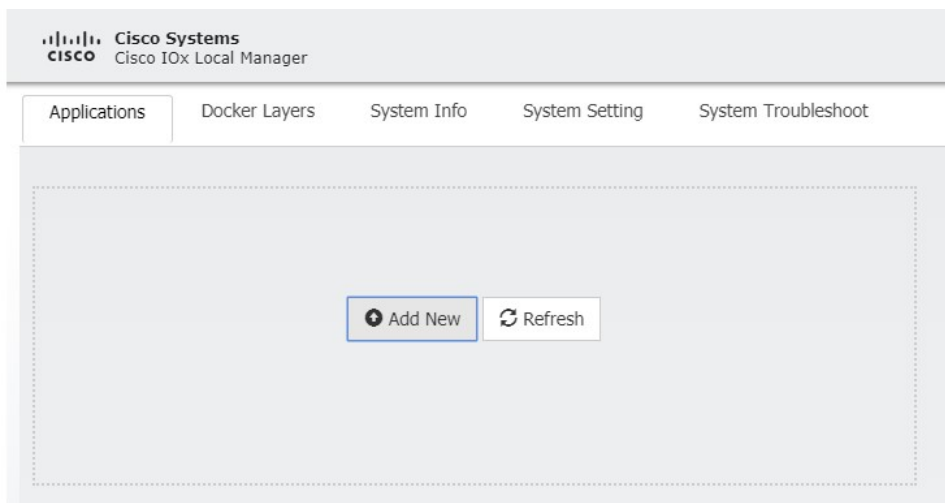 CISCO
Cisco Systems
Cisco IOx Local Manager
Applications Docker Layers System Info System Setting System Troubleshoot
Add New Refresh